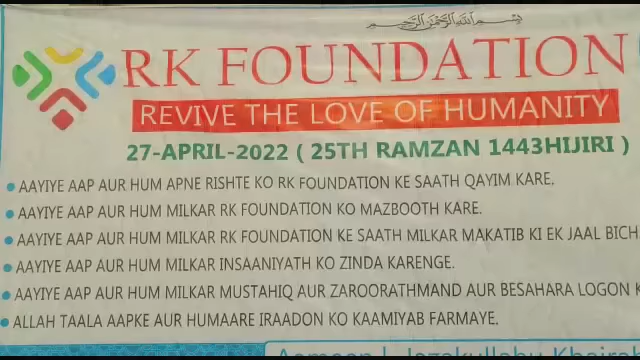 بسم الله الرحمن الرحيم
RK FOUNDATION
REVIVE THE LOVE OF HUMANITY
27-APRIL-2022 ( 25TH RAMZAN 1443HIJIRI )
• AAYIYE AAP AUR HUM APNE RISHTE KO RK FOUNDATION KE SAATH QAYIM KARE.
• AAYIYE AAP AUR HUM MILKAR RK FOUNDATION KO MAZBOOTH KARE.
• AAYIYE AAP AUR HUM MILKAR RK FOUNDATION KE SAATH MILKAR MAKATIB KI EK JAAL BICH
• AAYIYE AAP AUR HUM MILKAR INSAANIYATH KO ZINDA KARENGE.
• AAYIYE AAP AUR HUM MILKAR MUSTAHIQ AUR ZAROORATHMAND AUR BESAHARA LOGON K
• ALLAH TAALA AAPKE AUR HUMAARE IRAADON KO KAAMIYAB FARMAYE.